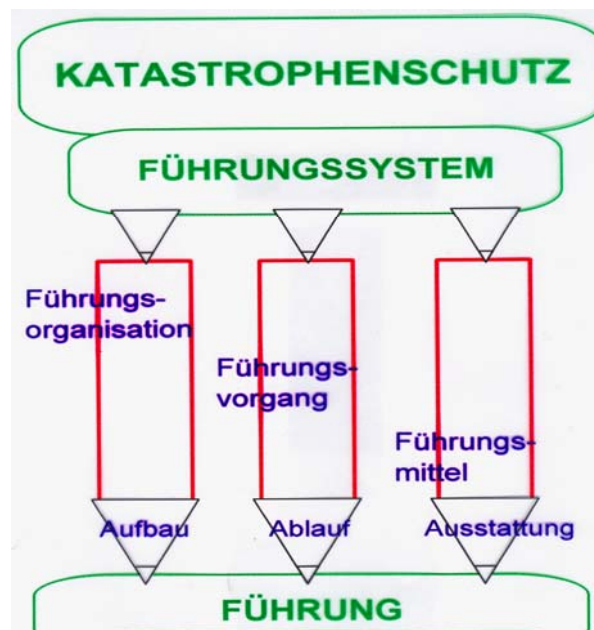 KATASTROPHENSCHUTZ
FÜHRUNGSSYSTEM
Führungs-
organisation
Führungs-
vorgang
Führungs-
mittel
Aufbau
Ablauf
Ausstattung
FÜHRUNG